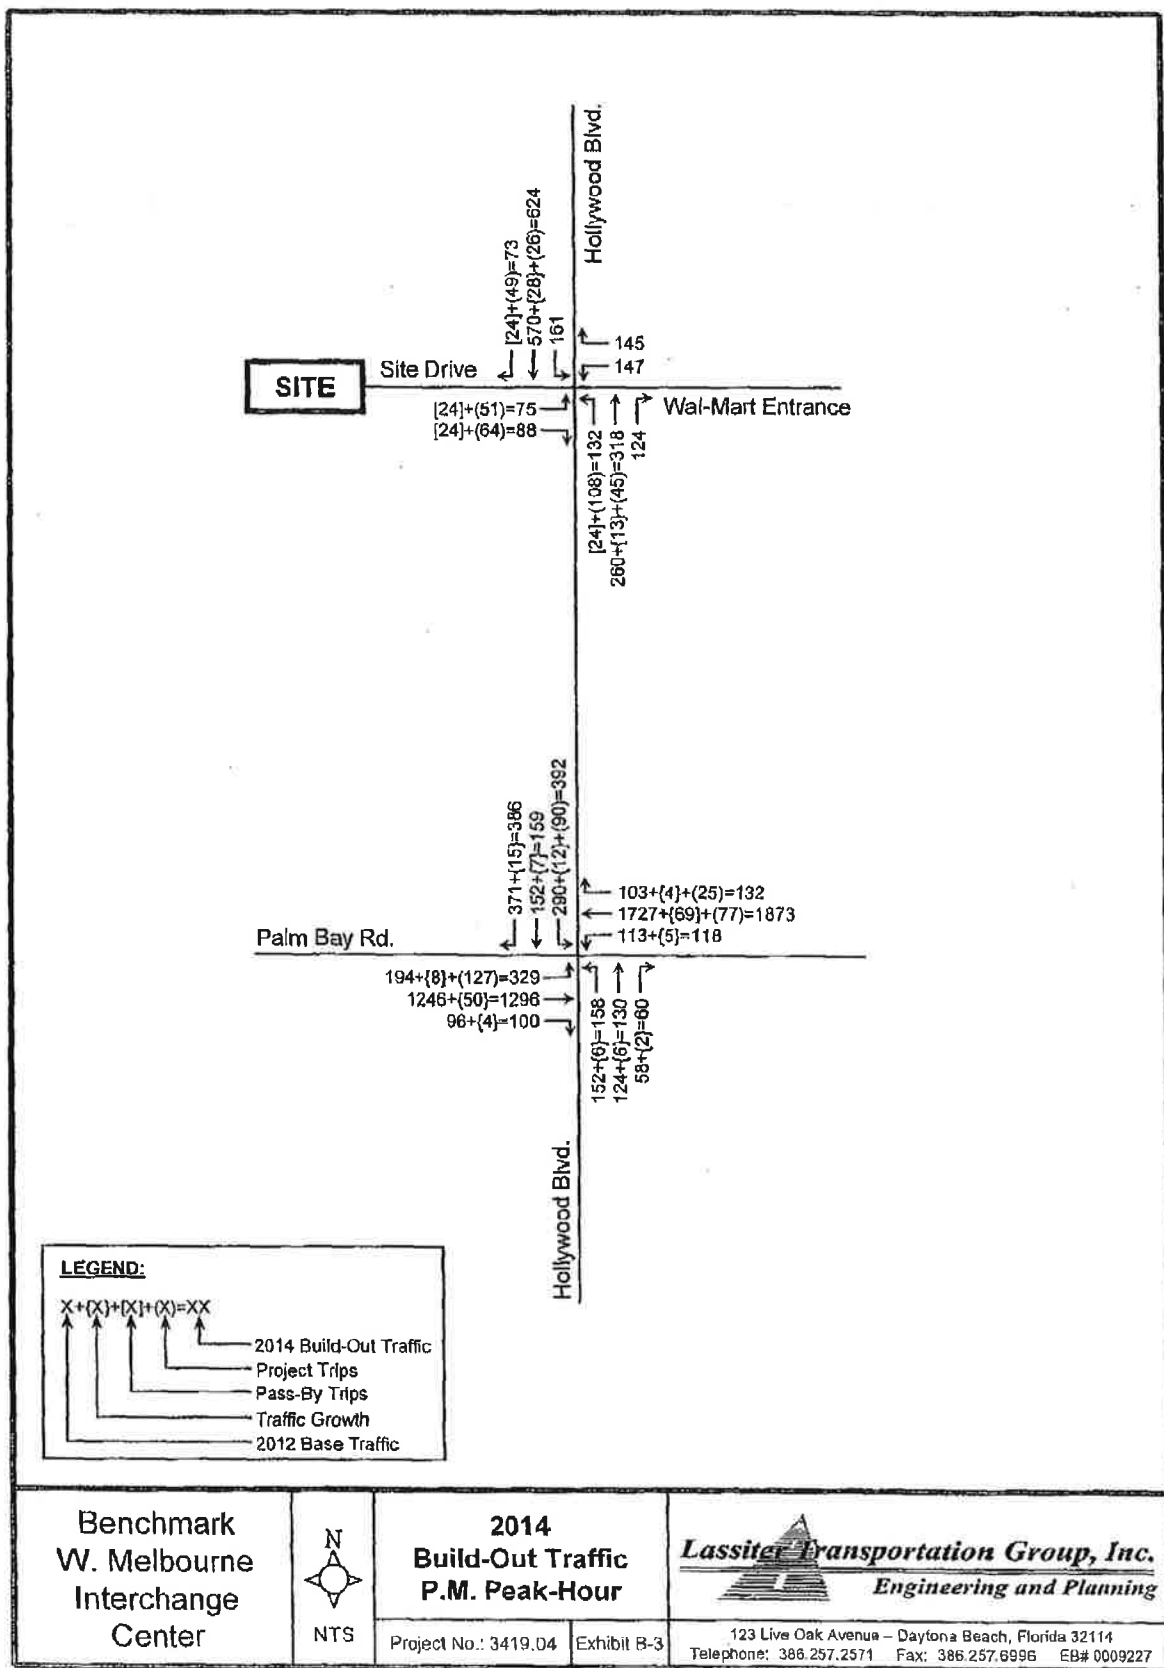 Hollywood Blvd.
[24]+(49)=73
570+{28}+(26)=624
161
145
147
SITE
Site Drive
Wal-Mart Entrance
[24]+(51)=75
[24]+(64)=88
[24]+(108)=132
260+{13}+(45)=318
124
371+{15}=386
152+{7}=159
290+{12}+(90)=392
103+{4}+(25)=132
1727+{69}+(77)=1873
113+{5}=118
Palm Bay Rd.
194+{8}+(127)=329
1246+{50}=1296
96+{4}=100
152+{6}=158
124+{6}=130
58+{2}=60
Hollywood Blvd.
LEGEND:
X+{X}+[X]+(X)=XX
2014 Build-Out Traffic
Project Trips
Pass-By Trips
Traffic Growth
2012 Base Traffic
Benchmark
W. Melbourne
Interchange
Center
N
NTS
2014
Build-Out Traffic
P.M. Peak-Hour
Project No.: 3419.04
Exhibit B-3
Lassiter Transportation Group, Inc.
Engineering and Planning
123 Live Oak Avenue – Daytona Beach, Florida 32114
Telephone: 386.257.2571 Fax: 386.257.6996 EB# 0009227